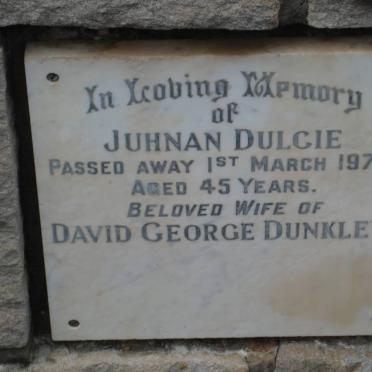 In Loving Memory
of
JUHNAN DULCIE
PASSED AWAY 1ST MARCH 197
AGED 45 YEARS.
BELOVED WIFE OF
DAVID GEORGE DUNKLE